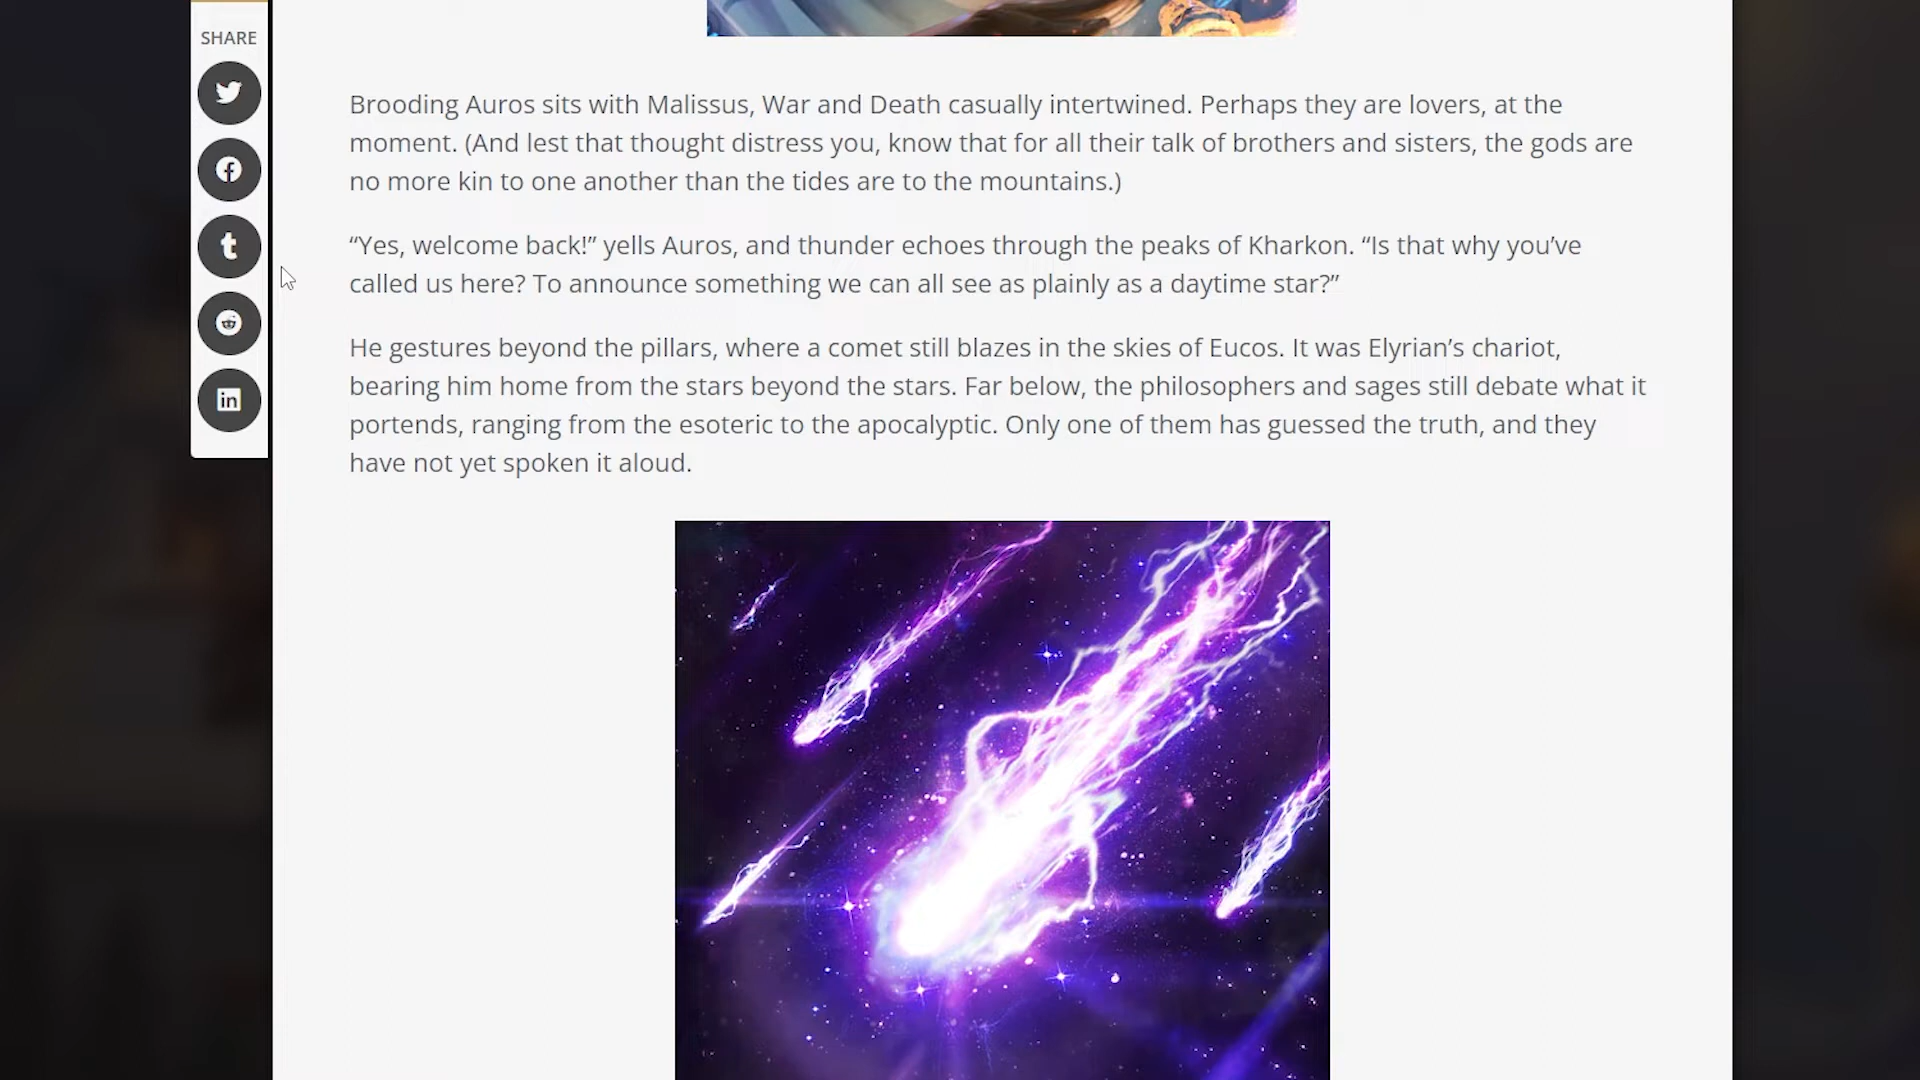 SHARE
Brooding Auros sits with Malissus, War and Death casually intertwined. Perhaps they are lovers, at the
moment. (And lest that thought distress you, know that for all their talk of brothers and sisters, the gods are
no more kin to one another than the tides are to the mountains.)
“Yes, welcome back!” yells Auros, and thunder echoes through the peaks of Kharkon. “Is that why you’ve
called us here? To announce something we can all see as plainly as a daytime star?”
He gestures beyond the pillars, where a comet still blazes in the skies of Eucos. It was Elyrian’s chariot,
bearing him home from the stars beyond the stars. Far below, the philosophers and sages still debate what it
portends, ranging from the esoteric to the apocalyptic. Only one of them has guessed the truth, and they
have not yet spoken it aloud.